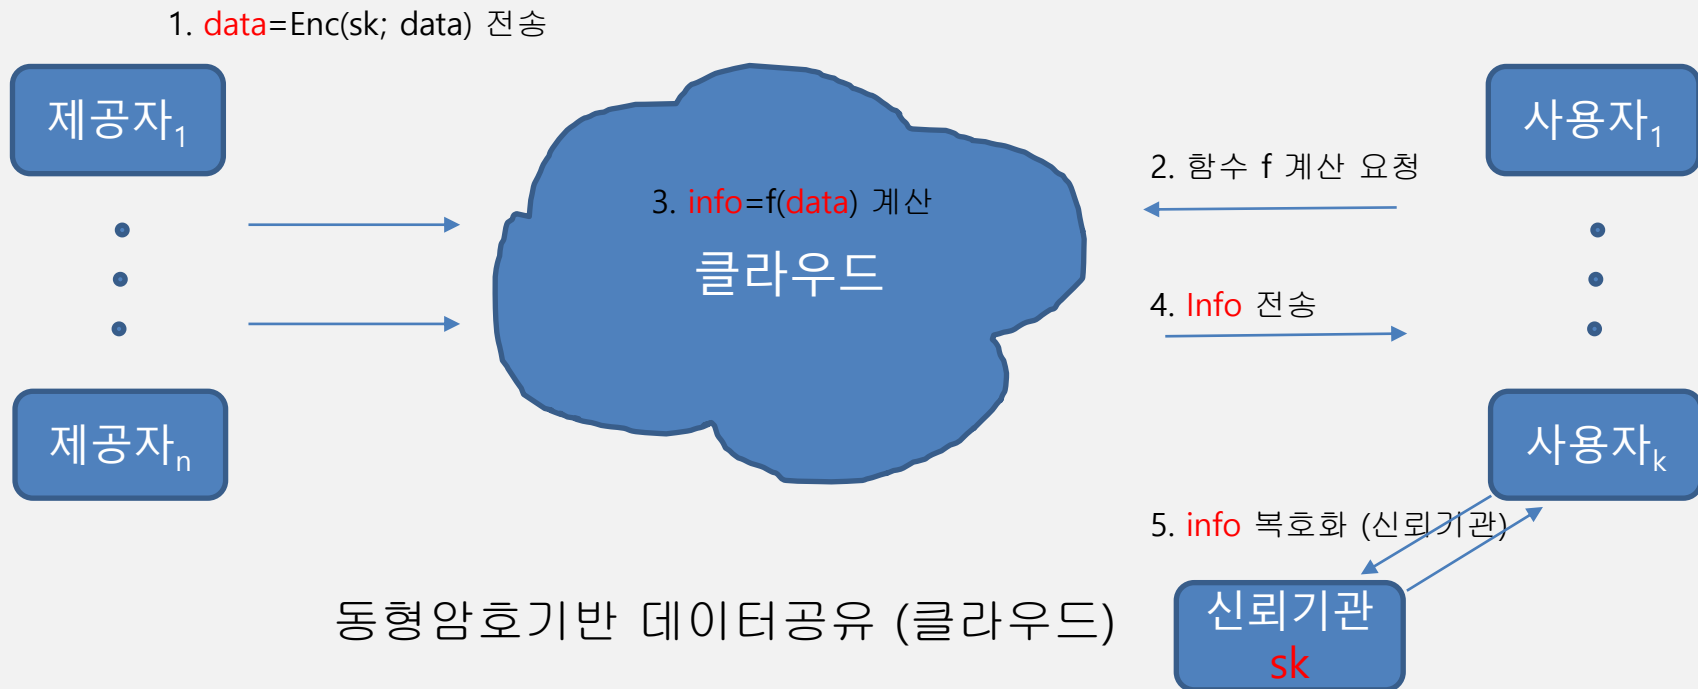 1. data=Enc(sk; data) 전송
제공자1
사용자1
2. 함수 f 계산 요청
3. info=f(data) 계산
클라우드
4. Info 전송
제공자n
사용자k
5. info 복호화 (신뢰기관)
동형암호기반 데이터공유 (클라우드)
신뢰기관
sk